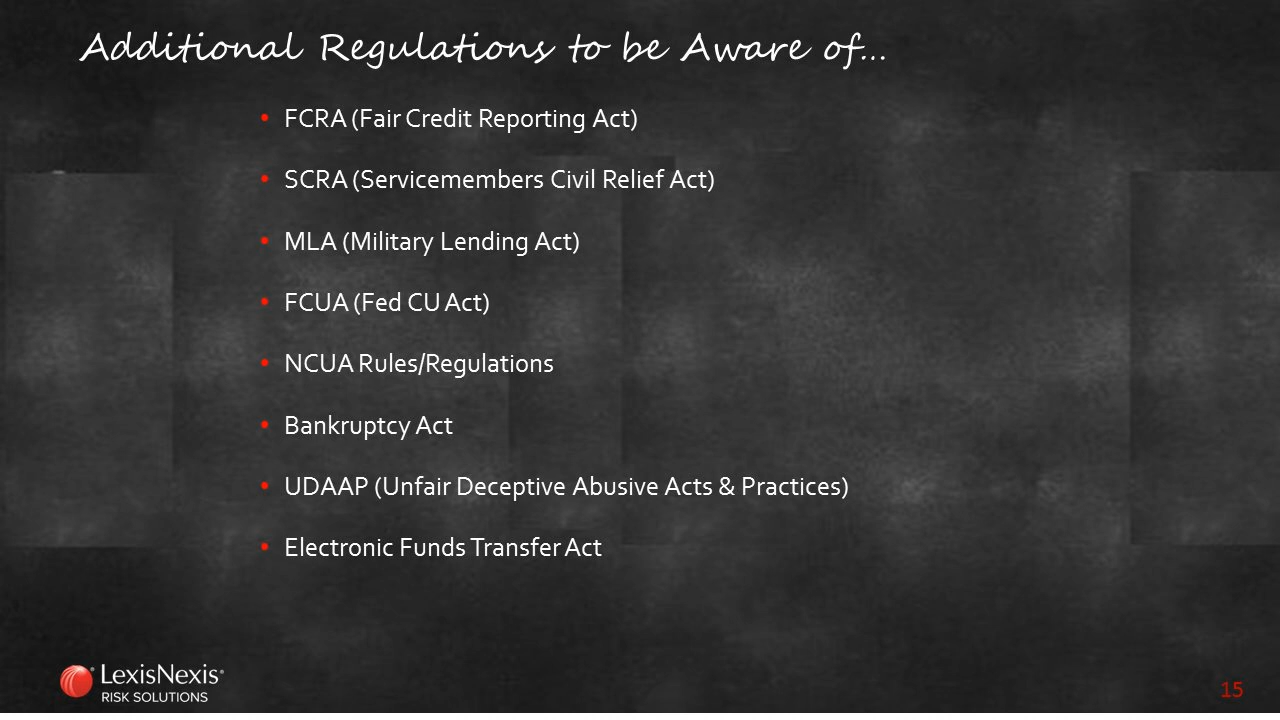 Additional Regulations to be Aware of...
• FCRA (Fair Credit Reporting Act)
• SCRA (Servicemembers Civil Relief Act)
• MLA (Military Lending Act)
• FCUA (Fed CU Act)
• NCUA Rules/Regulations
• Bankruptcy Act
• UDAAP (Unfair Deceptive Abusive Acts & Practices)
• Electronic Funds Transfer Act
LexisNexis®
RISK SOLUTIONS
15